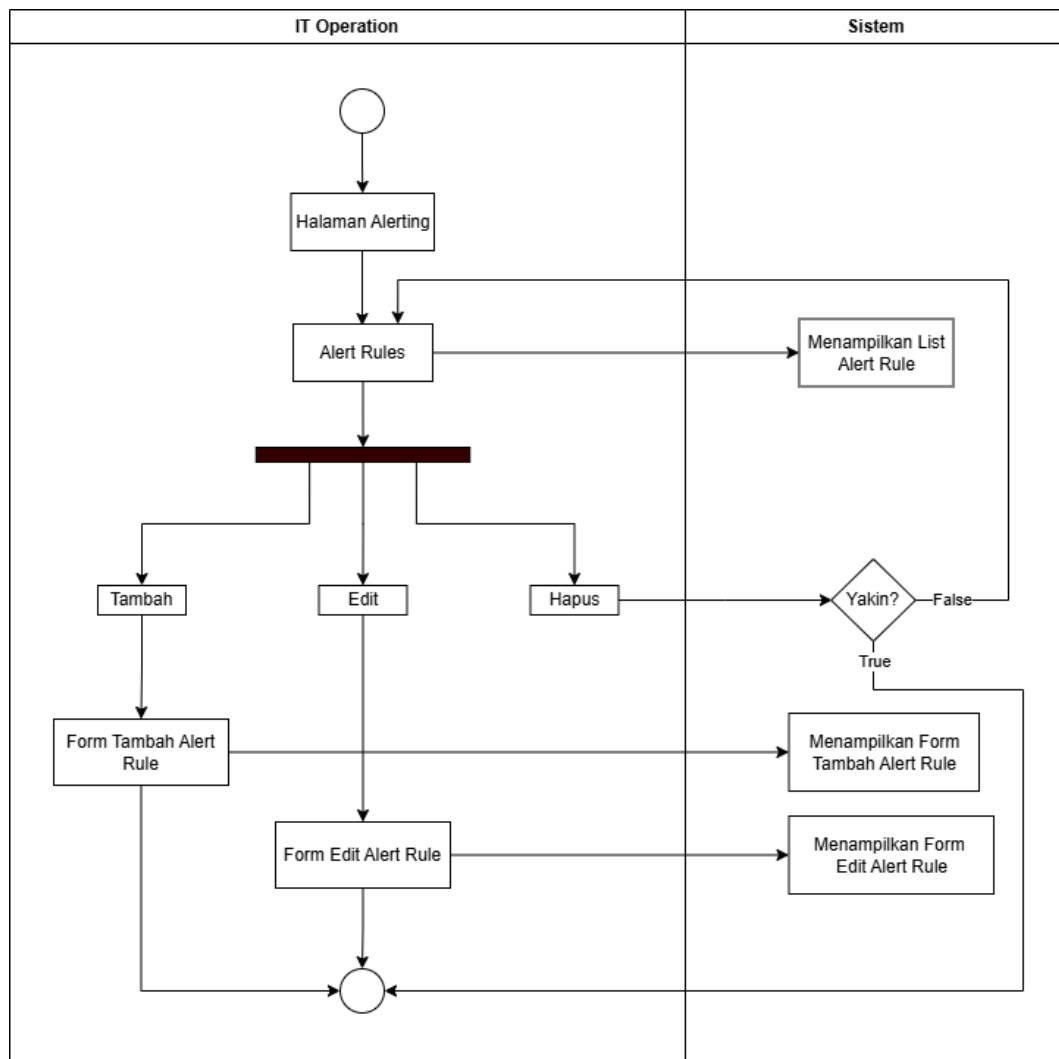 IT Operation
Sistem
Halaman Alerting
Alert Rules
Menampilkan List
Alert Rule
Tambah
Edit
Hapus
Yakin?
False
True
Form Tambah Alert
Rule
Menampilkan Form
Tambah Alert Rule
Form Edit Alert Rule
Menampilkan Form
Edit Alert Rule